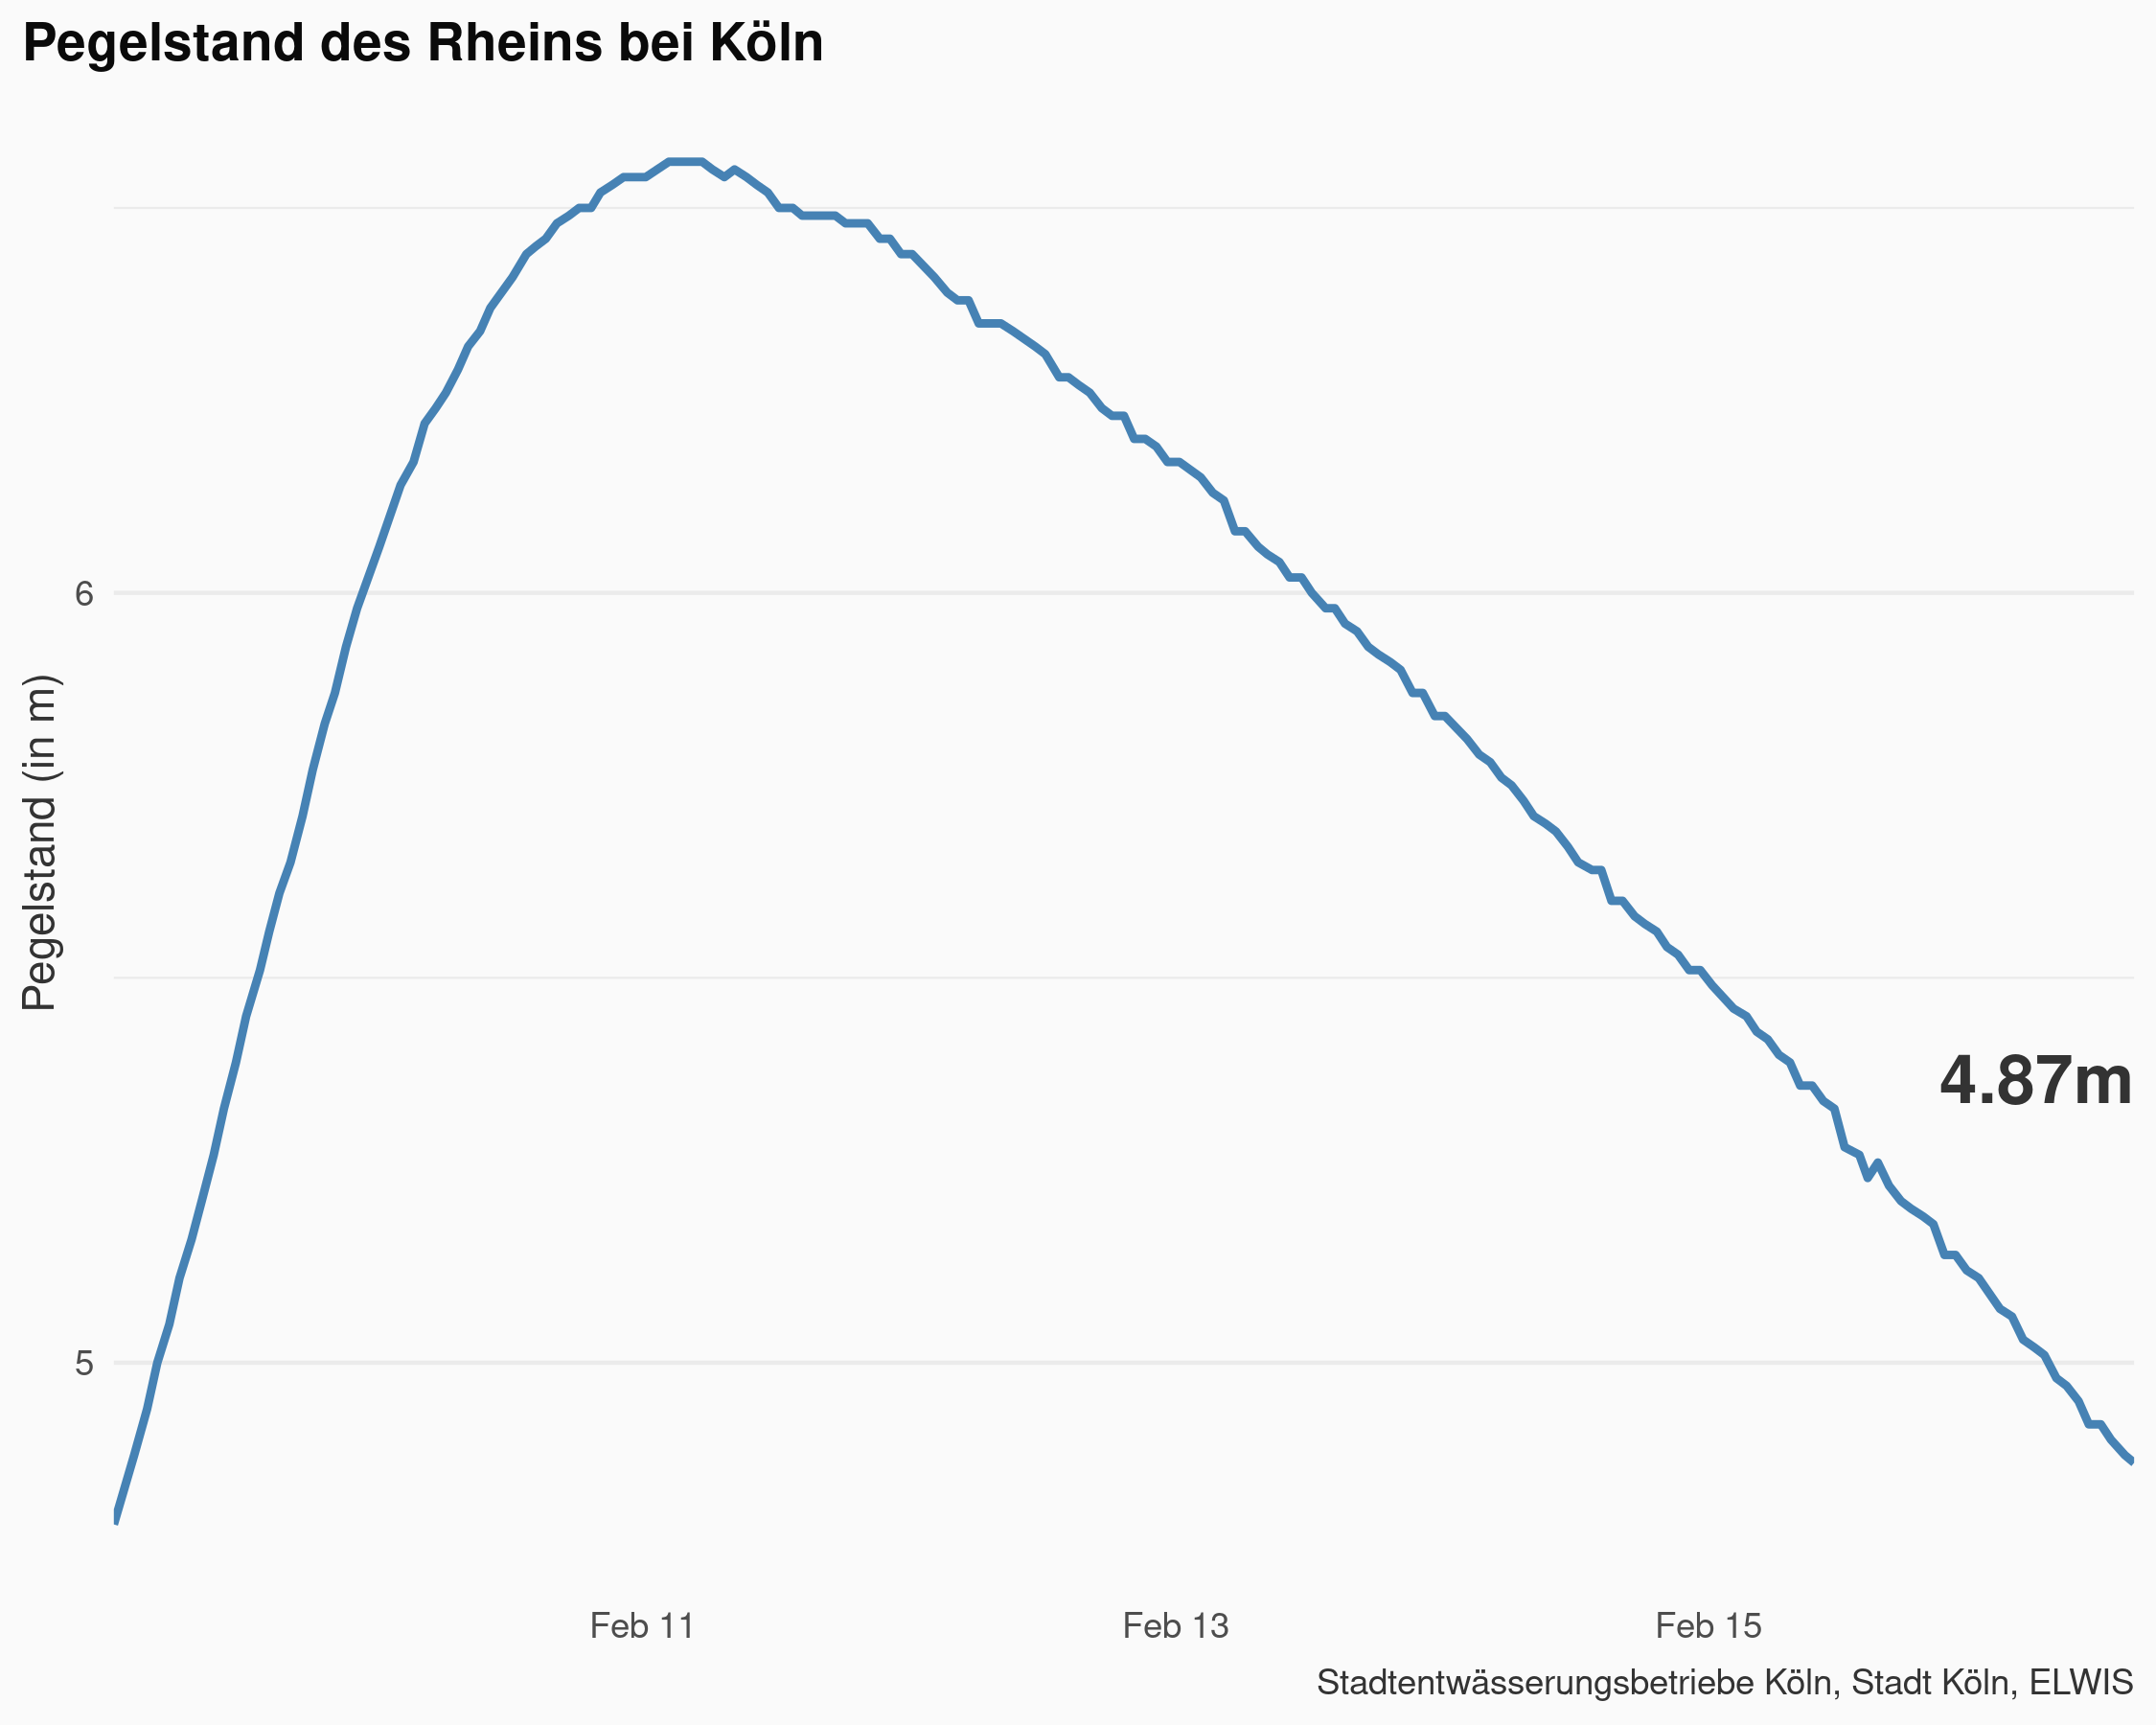 Pegelstand des Rheins bei Köln
Pegelstand (in m)
6
5
4.87m
Feb 11
Feb 13
Feb 15
Stadtentwässerungsbetriebe Köln, Stadt Köln, ELWIS